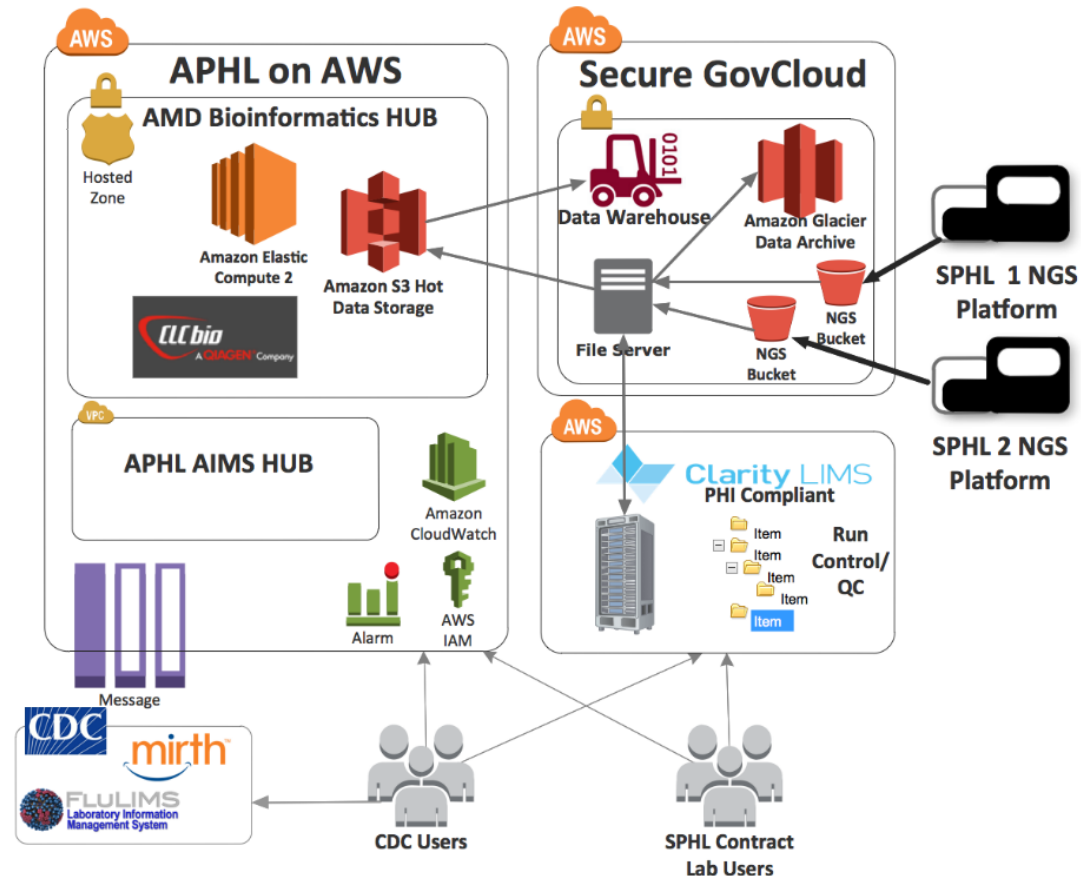 AWS
APHL on AWS
AMD Bioinformatics HUB
Hosted
Zone
Amazon Elastic
Compute 2
Amazon S3 Hot
Data Storage
CLC bio
A QIAGEN Company
VPC
APHL AIMS HUB
Amazon
CloudWatch
Alarm
AWS
IAM
Message
AWS
Secure GovCloud
0101
Data Warehouse
Amazon Glacier
Data Archive
File Server
NGS
Bucket
NGS
Bucket
SPHL 1 NGS
Platform
SPHL 2 NGS
Platform
AWS
Clarity LIMS
PHI Compliant
Item
Item
Item
Item
Item
Run
Control/
QC
CDC
mirth™
FLULIMS
Laboratory Information
Management System
CDC Users
SPHL Contract
Lab Users